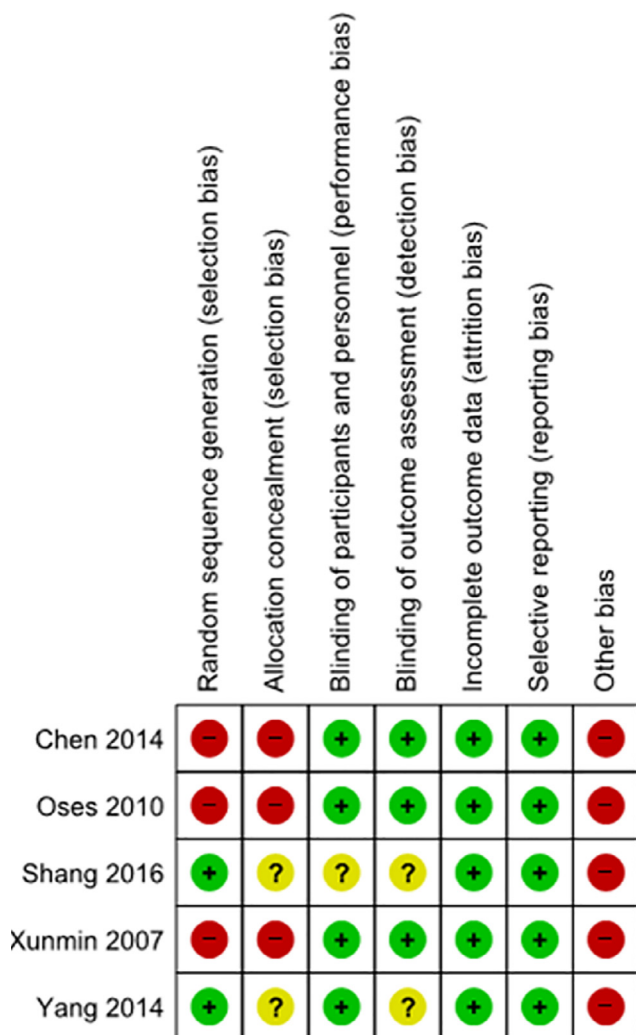 Random sequence generation (selection bias)
Allocation concealment (selection bias)
Blinding of participants and personnel (performance bias)
Blinding of outcome assessment (detection bias)
Incomplete outcome data (attrition bias)
Selective reporting (reporting bias)
Other bias
Chen 2014 - - + + + + -
Oses 2010 - - + + + + -
Shang 2016 + ? ? ? + + -
Xunmin 2007 - - + + + + -
Yang 2014 + ? + ? + + -